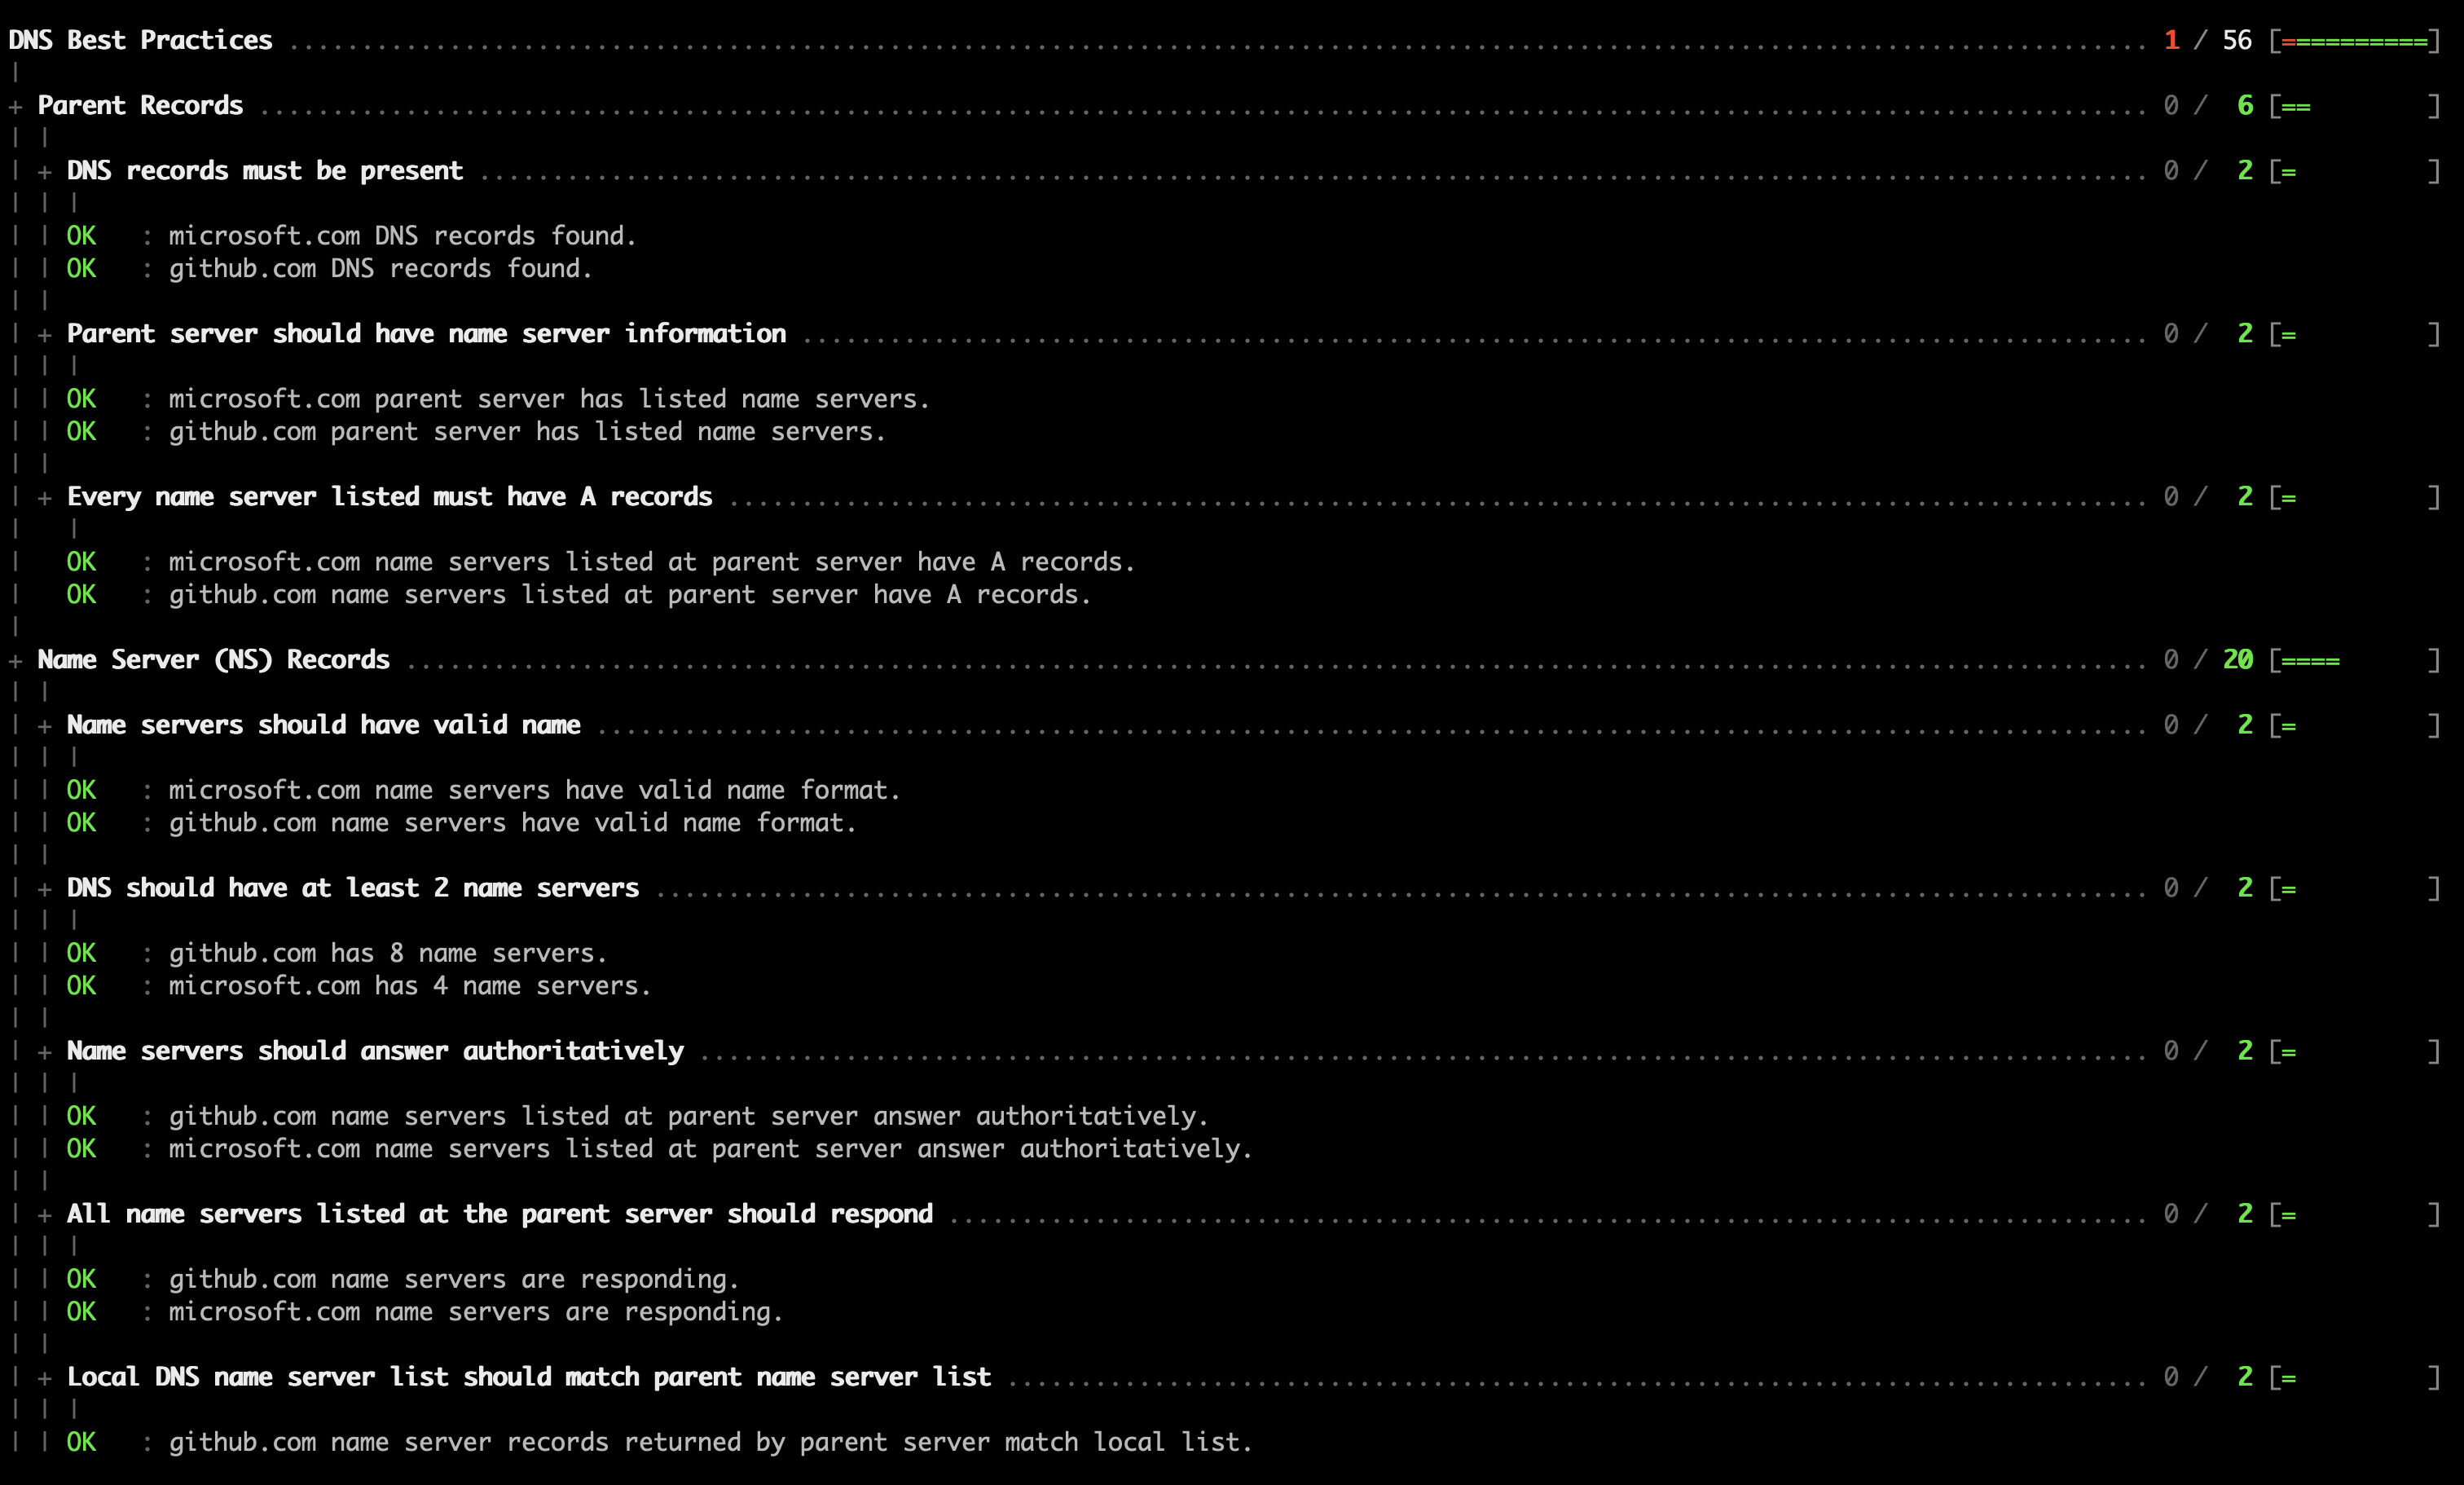 DNS Best Practices ................................................................................................................................ 1 / 56 [==========]
|
+ Parent Records .................................................................................................................................. 0 /  6 [==        ]
| |
| + DNS records must be present ................................................................................................................... 0 /  2 [=         ]
| | |
| | OK   : microsoft.com DNS records found.
| | OK   : github.com DNS records found.
| |
| + Parent server should have name server information ............................................................................................. 0 /  2 [=         ]
| | |
| | OK   : microsoft.com parent server has listed name servers.
| | OK   : github.com parent server has listed name servers.
| |
| + Every name server listed must have A records .................................................................................................. 0 /  2 [=         ]
|   |
|   OK   : microsoft.com name servers listed at parent server have A records.
|   OK   : github.com name servers listed at parent server have A records.
|
+ Name Server (NS) Records ........................................................................................................................ 0 / 20 [====      ]
| |
| + Name servers should have valid name ........................................................................................................... 0 /  2 [=         ]
| | |
| | OK   : microsoft.com name servers have valid name format.
| | OK   : github.com name servers have valid name format.
| |
| + DNS should have at least 2 name servers ....................................................................................................... 0 /  2 [=         ]
| | |
| | OK   : github.com has 8 name servers.
| | OK   : microsoft.com has 4 name servers.
| |
| + Name servers should answer authoritatively .................................................................................................... 0 /  2 [=         ]
| | |
| | OK   : github.com name servers listed at parent server answer authoritatively.
| | OK   : microsoft.com name servers listed at parent server answer authoritatively.
| |
| + All name servers listed at the parent server should respond ................................................................................... 0 /  2 [=         ]
| | |
| | OK   : github.com name servers are responding.
| | OK   : microsoft.com name servers are responding.
| |
| + Local DNS name server list should match parent name server list ............................................................................... 0 /  2 [=         ]
| | |
| | OK   : github.com name server records returned by parent server match local list.